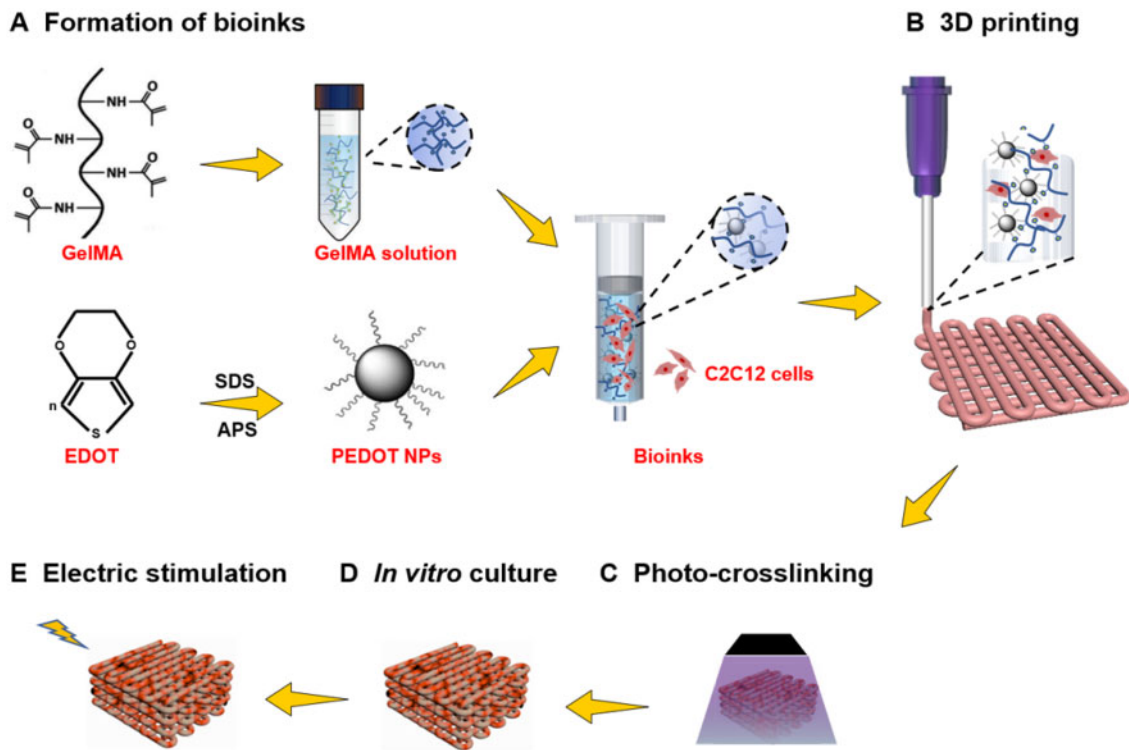 A Formation of bioinks
B 3D printing
O
NH
O
NH
O
NH
O
NH
GelMA
GelMA solution
O
O
n
S
EDOT
SDS
APS
PEDOT NPs
C2C12 cells
Bioinks
E Electric stimulation
D In vitro culture
C Photo-crosslinking